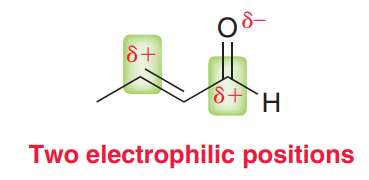 O δ−
δ+
δ+ H
Two electrophilic positions